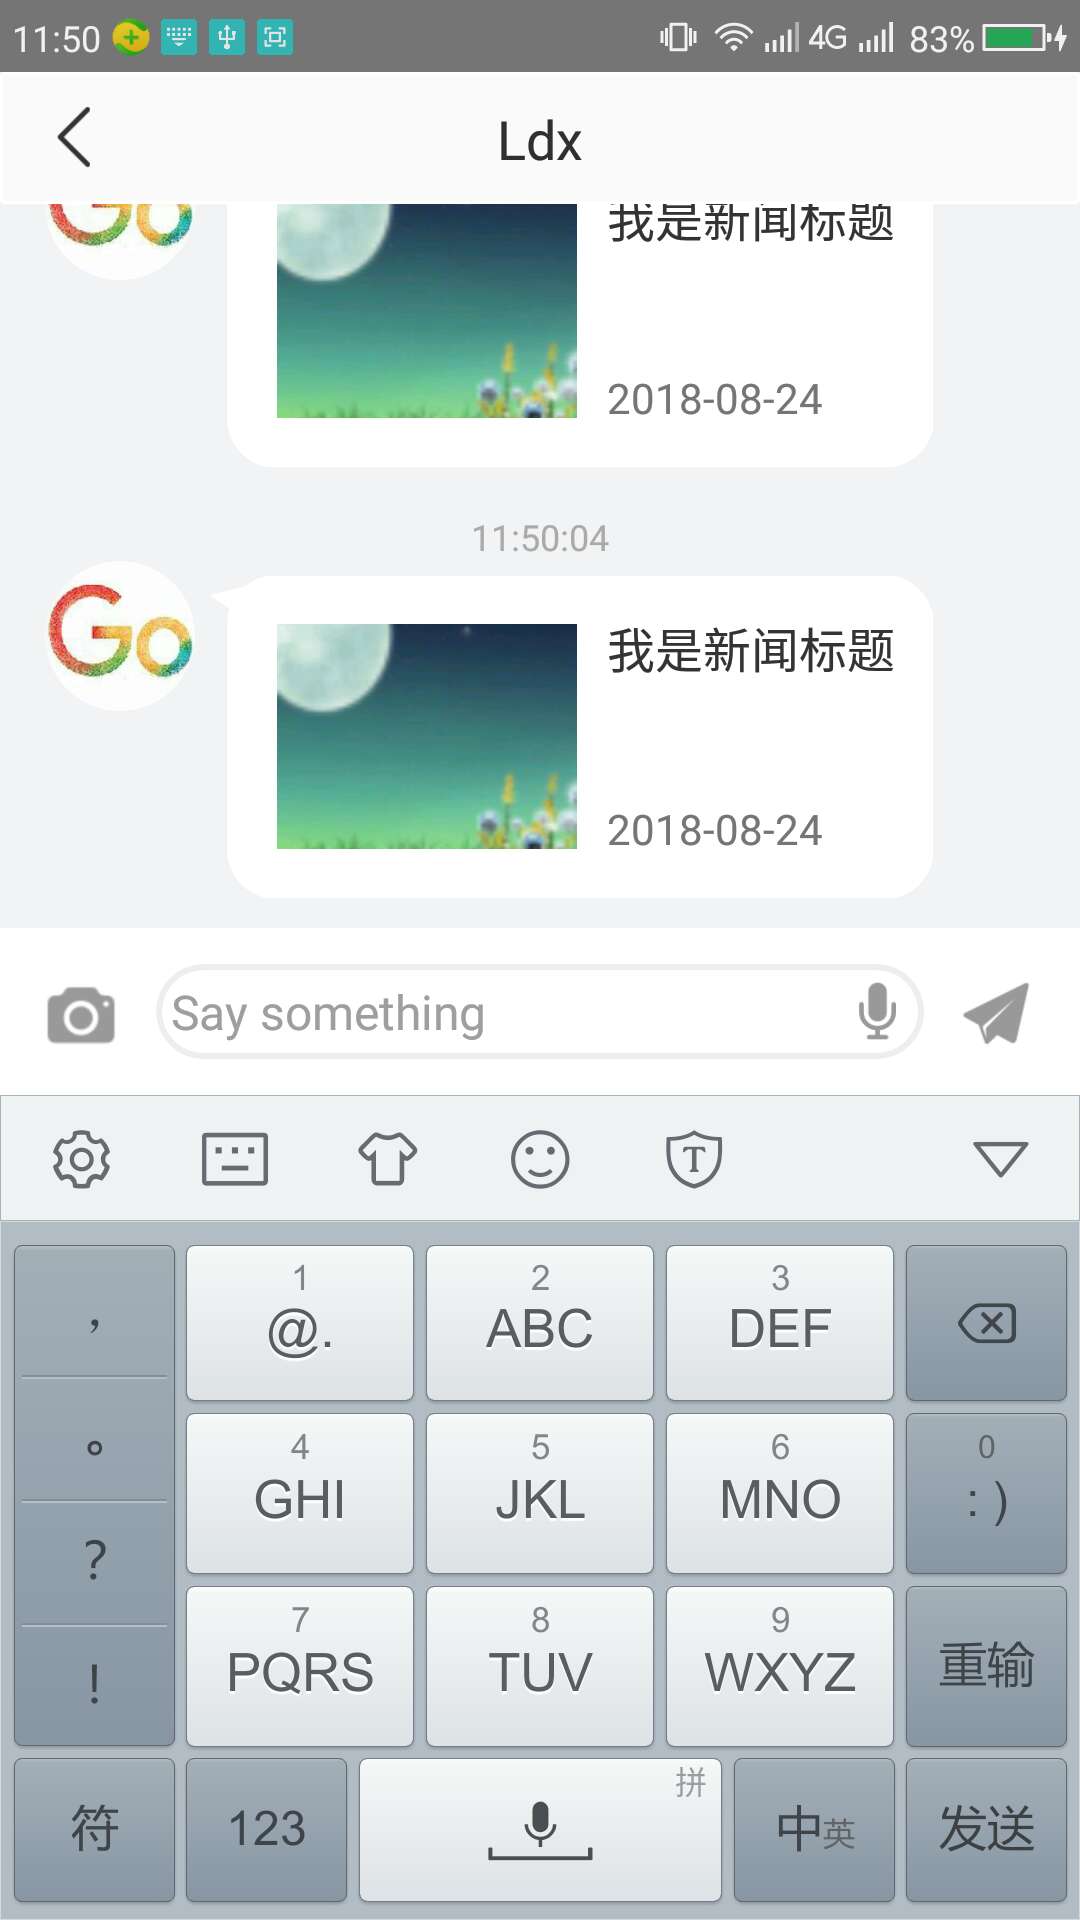 11:50 4G 83%
Ldx
Go
我是新闻标题
2018-08-24
11:50:04
Go
我是新闻标题
2018-08-24
Say something
T
， 1 2 3
@. ABC DEF
。 4 5 6 0
GHI JKL MNO :)
? 7 8 9
PQRS TUV WXYZ 重输
!
拼
符 123 中英 发送